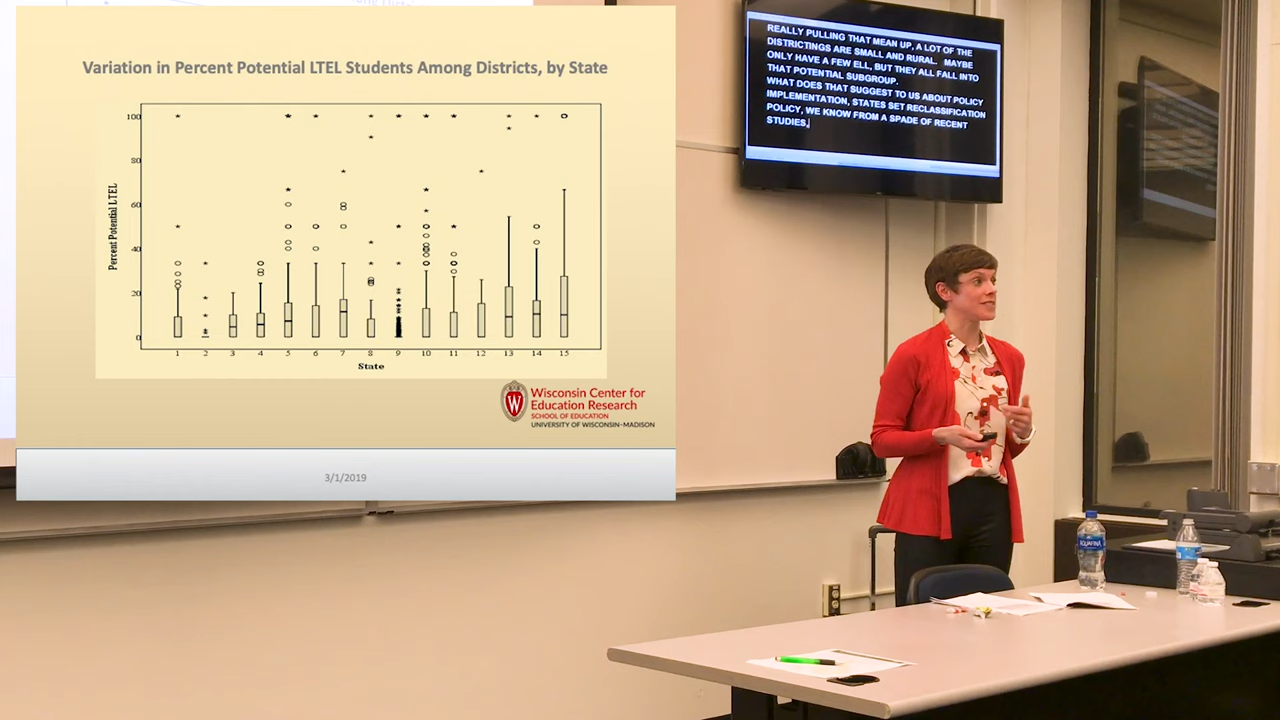 Variation in Percent Potential LTEL Students Among Districts, by State
Percent Potential LTEL
100
80
60
40
20
0
1 2 3 4 5 6 7 8 9 10 11 12 13 14 15
State
W
Wisconsin Center for
Education Research
SCHOOL OF EDUCATION
UNIVERSITY OF WISCONSIN–MADISON
3/1/2019
REALLY PULLING THAT MEAN UP, A LOT OF THE
DISTRICTINGS ARE SMALL AND RURAL. MAYBE
ONLY HAVE A FEW ELL, BUT THEY ALL FALL INTO
THAT POTENTIAL SUBGROUP.
WHAT DOES THAT SUGGEST TO US ABOUT POLICY
IMPLEMENTATION, STATES SET RECLASSIFICATION
POLICY, WE KNOW FROM A SPADE OF RECENT
STUDIES,
AQUAFINA